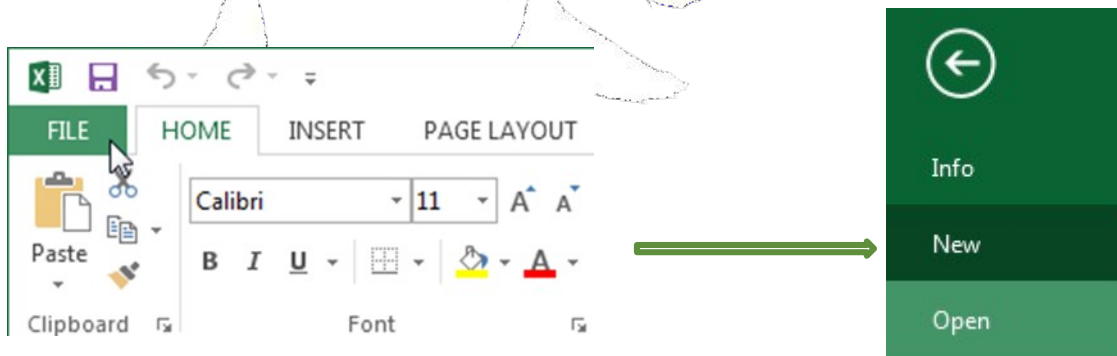 FILE HOME INSERT PAGE LAYOUT
Calibri 11
Paste
B I U A
Clipboard Font
Info
New
Open